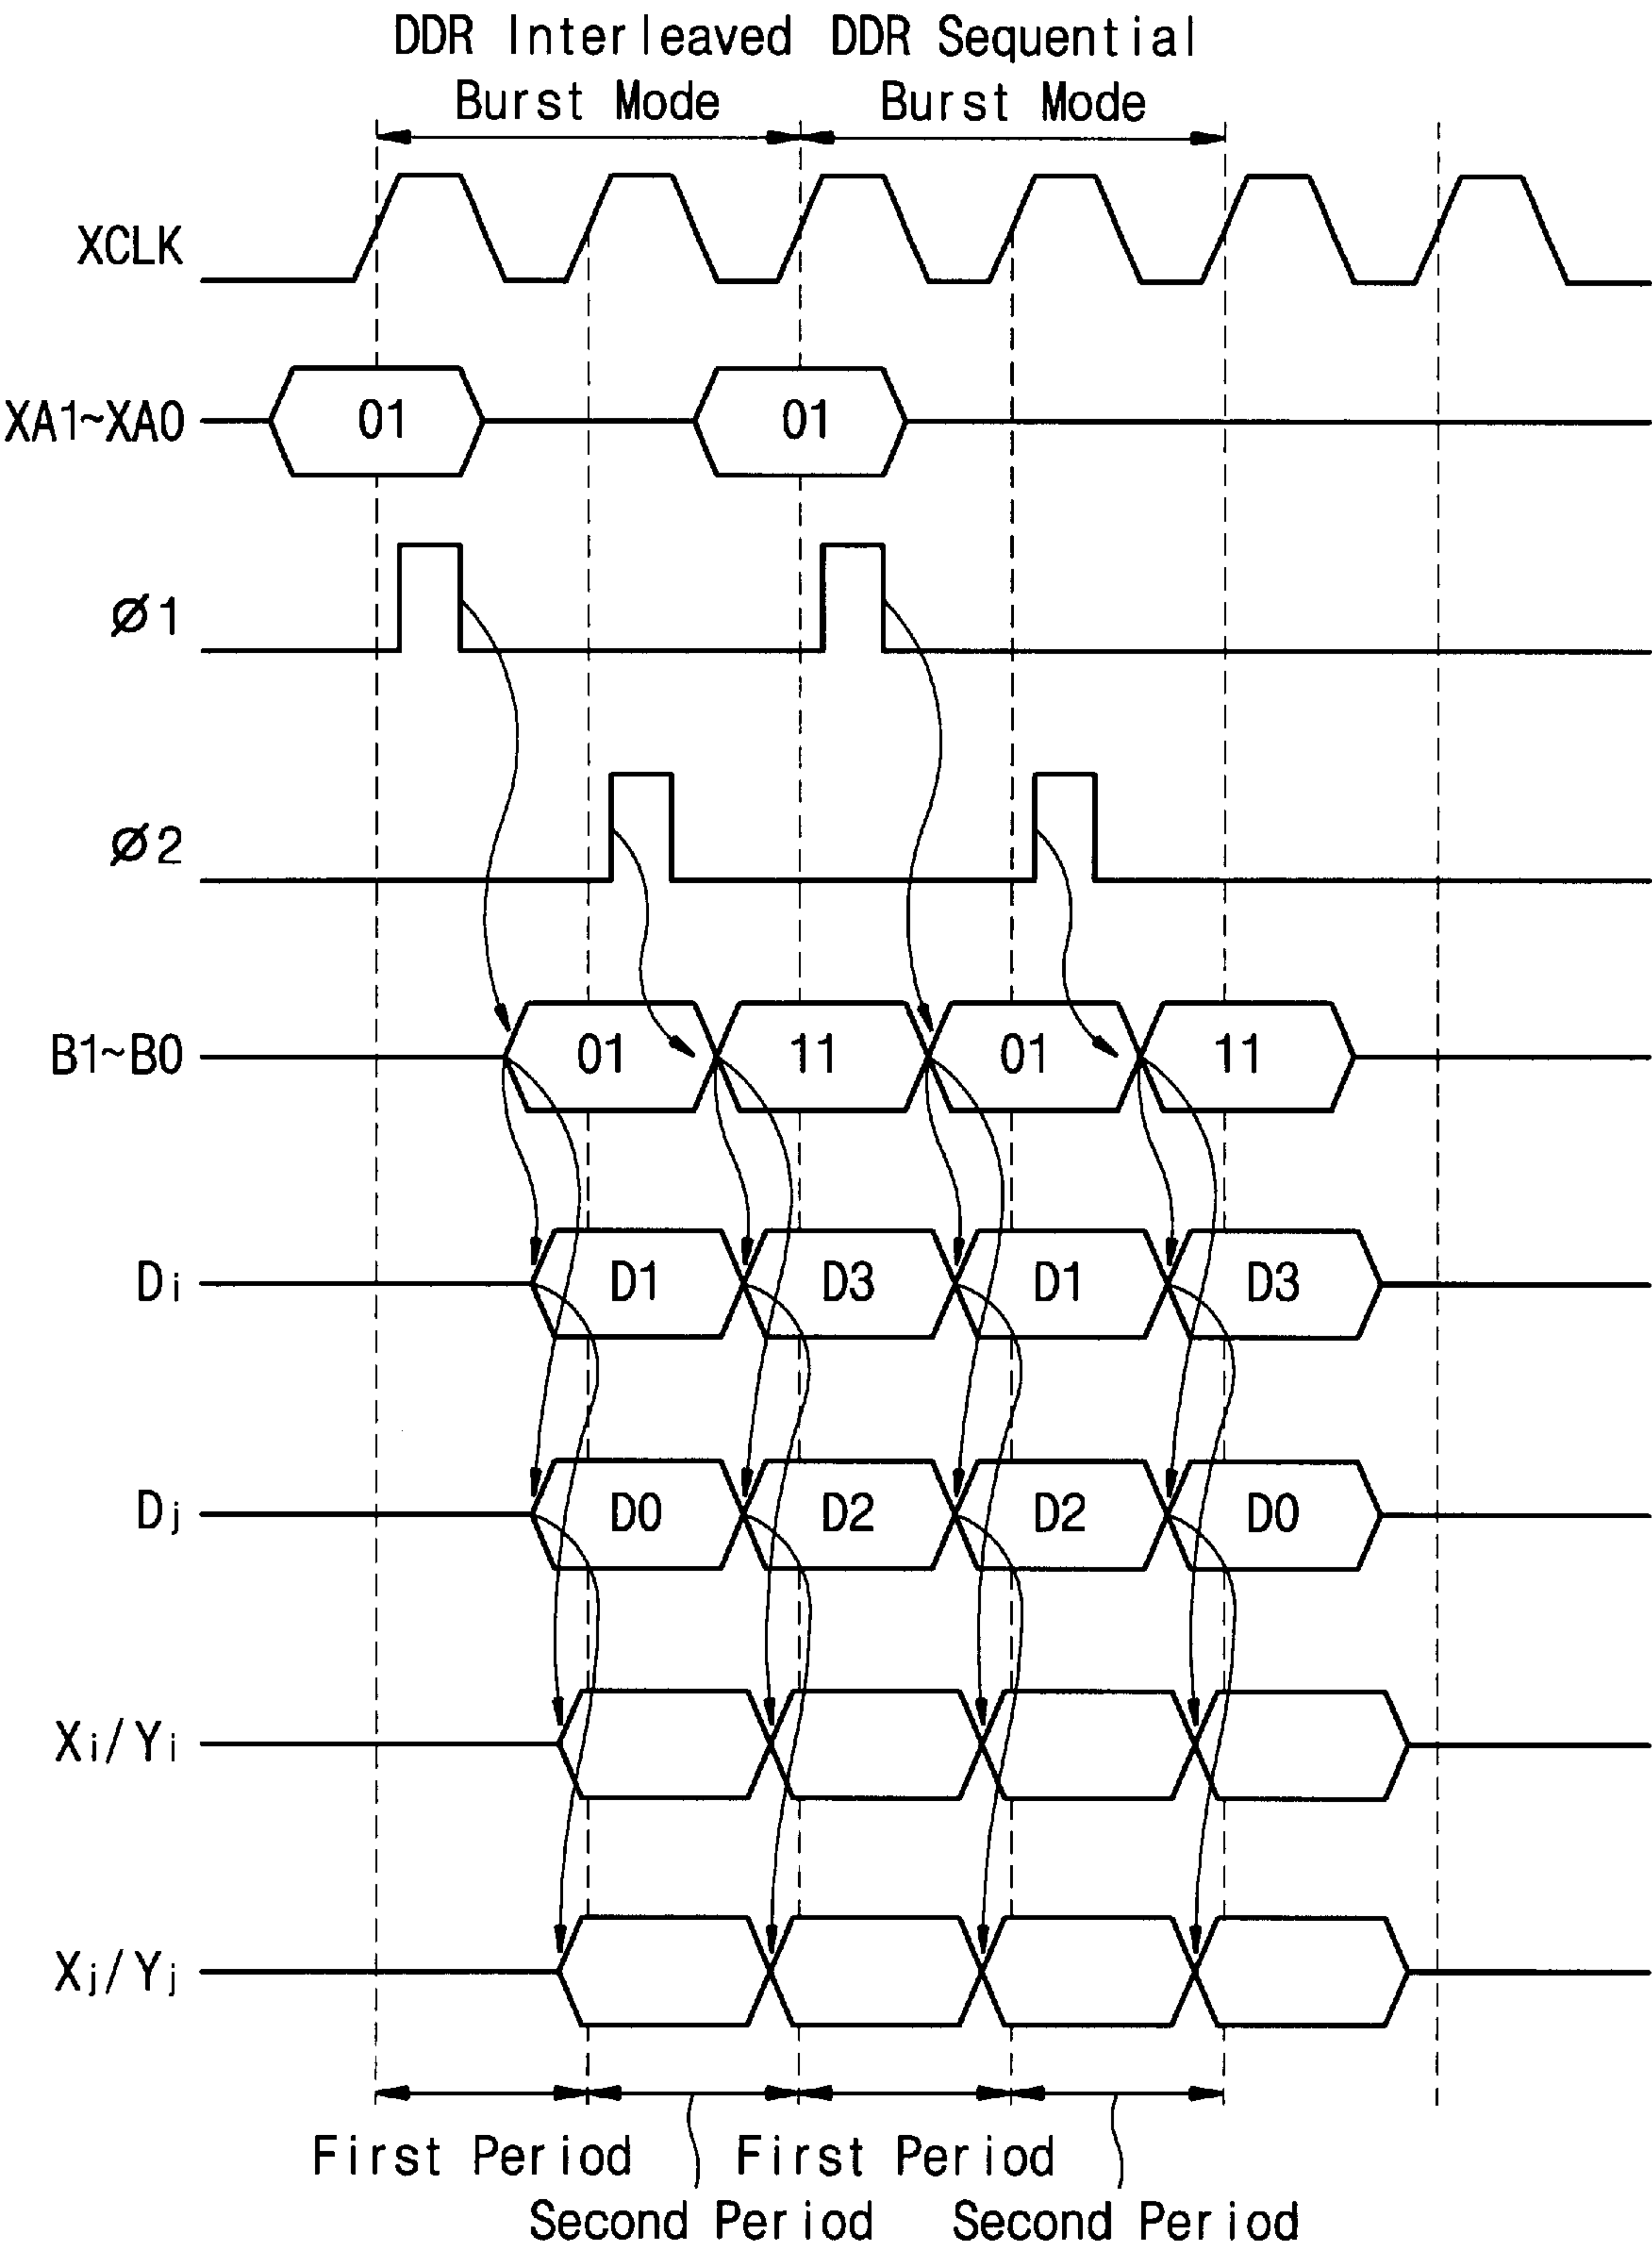 DDR Interleaved DDR Sequential
Burst Mode Burst Mode
XCLK
XA1~XA0 01 01
Ø1
Ø2
B1~B0 01 11 01 11
Di D1 D3 D1 D3
Dj D0 D2 D2 D0
Xi/Yi
Xj/Yj
First Period First Period
Second Period Second Period